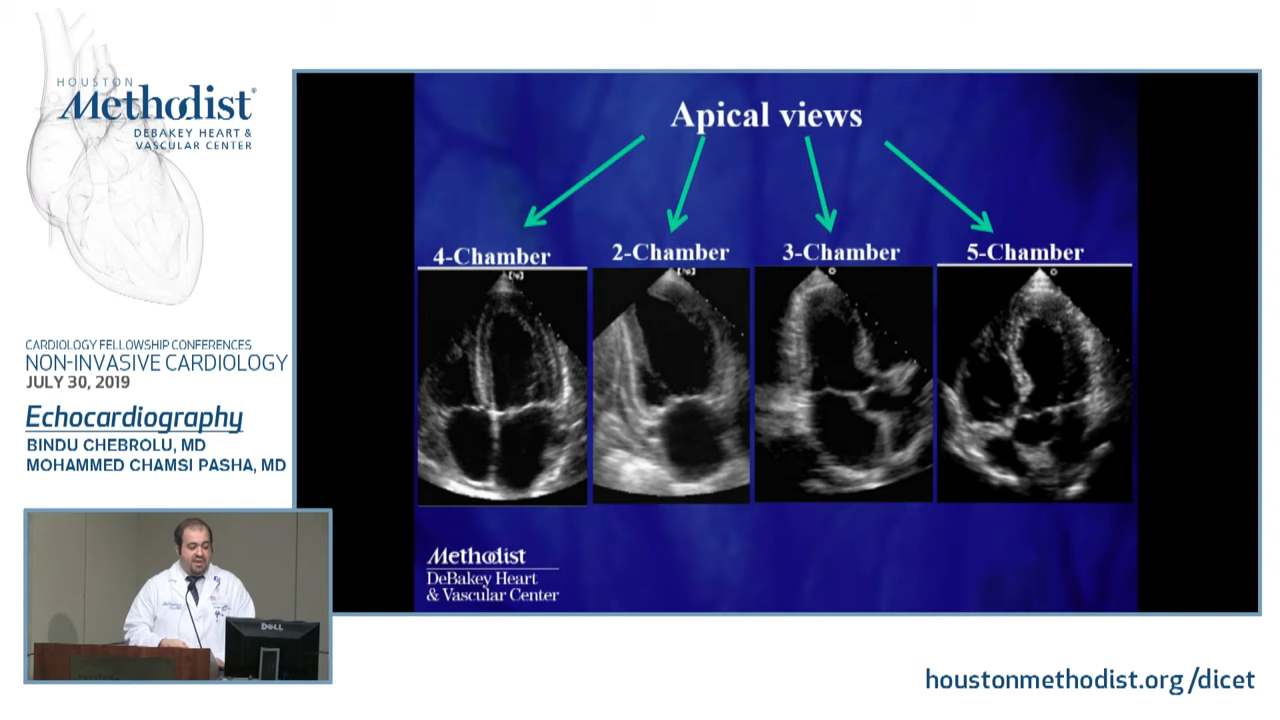 HOUSTON
Methodist®
DEBAKEY HEART &
VASCULAR CENTER
CARDIOLOGY FELLOWSHIP CONFERENCES
NON-INVASIVE CARDIOLOGY
JULY 30, 2019
Echocardiography
BINDU CHEBROLU, MD
MOHAMMED CHAMSI PASHA, MD
Apical views
4-Chamber
2-Chamber
3-Chamber
5-Chamber
Methodist
DeBakey Heart
& Vascular Center
DELL
houstonmethodist.org/dicet